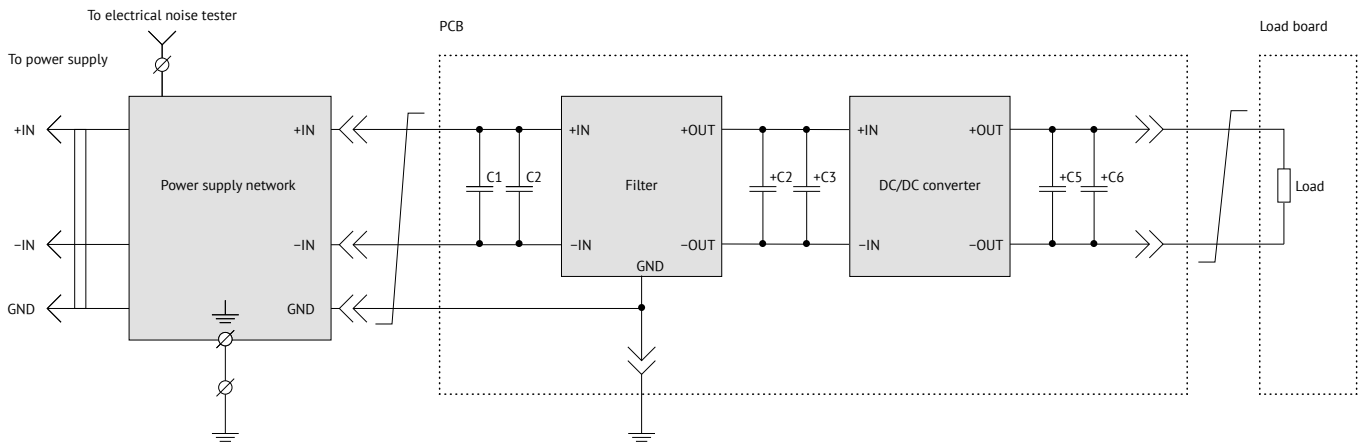 To electrical noise tester
PCB
Load board
To power supply
+IN
+IN
+IN
+OUT
+IN
+OUT
C1
C2
+C2
+C3
+C5
+C6
Power supply network
Filter
DC/DC converter
Load
−IN
−IN
−IN
−OUT
−IN
−OUT
GND
GND
GND